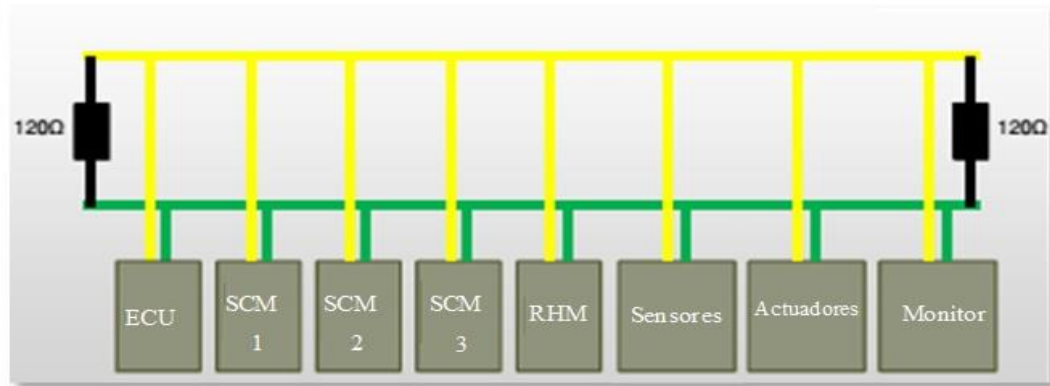 120Ω
120Ω
ECU
SCM
1
SCM
2
SCM
3
RHM
Sensores
Actuadores
Monitor